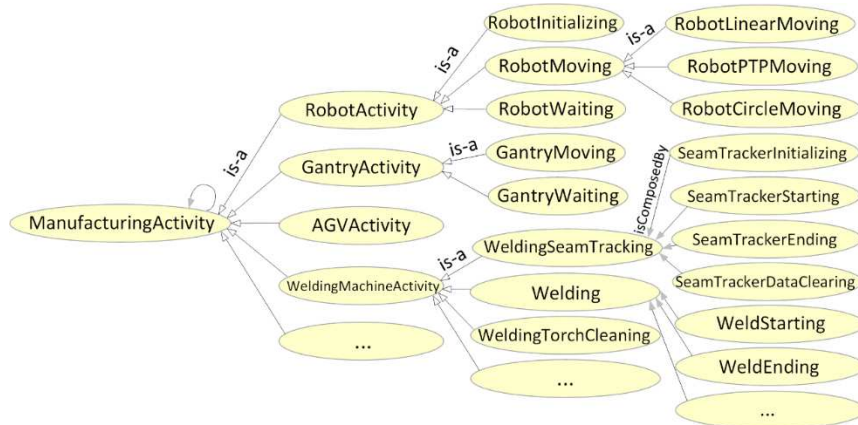 RobotInitializing
RobotLinearMoving
is-a
is-a
RobotMoving
RobotPTPMoving
RobotActivity
RobotWaiting
RobotCircleMoving
is-a
is-a
GantryActivity
GantryMoving
SeamTrackerInitializing
GantryWaiting
isComposedBy
SeamTrackerStarting
ManufacturingActivity
AGVActivity
WeldingSeamTracking
SeamTrackerEnding
is-a
WeldingMachineActivity
Welding
SeamTrackerDataClearing
WeldStarting
...
WeldingTorchCleaning
WeldEnding
...
...